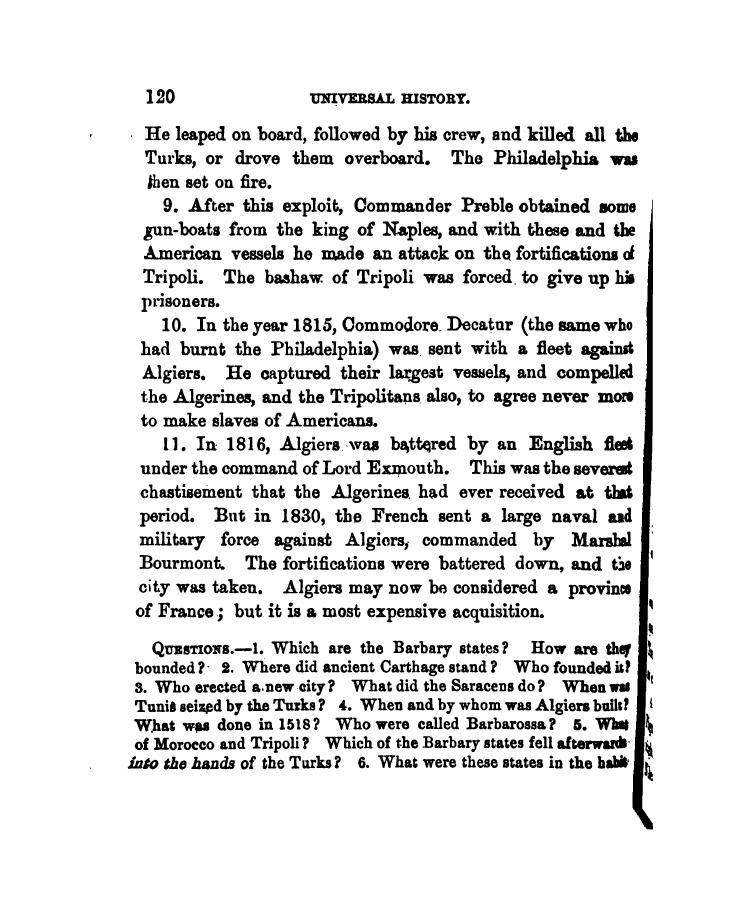 120 UNIVERSAL HISTORY.
He leaped on board, followed by his crew, and killed all the
Turks, or drove them overboard. The Philadelphia was
then set on fire.
9. After this exploit, Commander Preble obtained some
gun-boats from the king of Naples, and with these and the
American vessels he made an attack on the fortifications of
Tripoli. The bashaw of Tripoli was forced to give up his
prisoners.
10. In the year 1815, Commodore Decatur (the same who
had burnt the Philadelphia) was sent with a fleet against
Algiers. He captured their largest vessels, and compelled
the Algerines, and the Tripolitans also, to agree never more
to make slaves of Americans.
11. In 1816, Algiers was battered by an English fleet
under the command of Lord Exmouth. This was the severest
chastisement that the Algerines had ever received at that
period. But in 1830, the French sent a large naval and
military force against Algiers, commanded by Marshal
Bourmont. The fortifications were battered down, and the
city was taken. Algiers may now be considered a province
of France; but it is a most expensive acquisition.
QUESTIONS.—1. Which are the Barbary states? How are they
bounded? 2. Where did ancient Carthage stand? Who founded it?
3. Who erected a new city? What did the Saracens do? When was
Tunis seized by the Turks? 4. When and by whom was Algiers built?
What was done in 1518? Who were called Barbarossa? 5. What
of Morocco and Tripoli? Which of the Barbary states fell afterwards
into the hands of the Turks? 6. What were these states in the habit